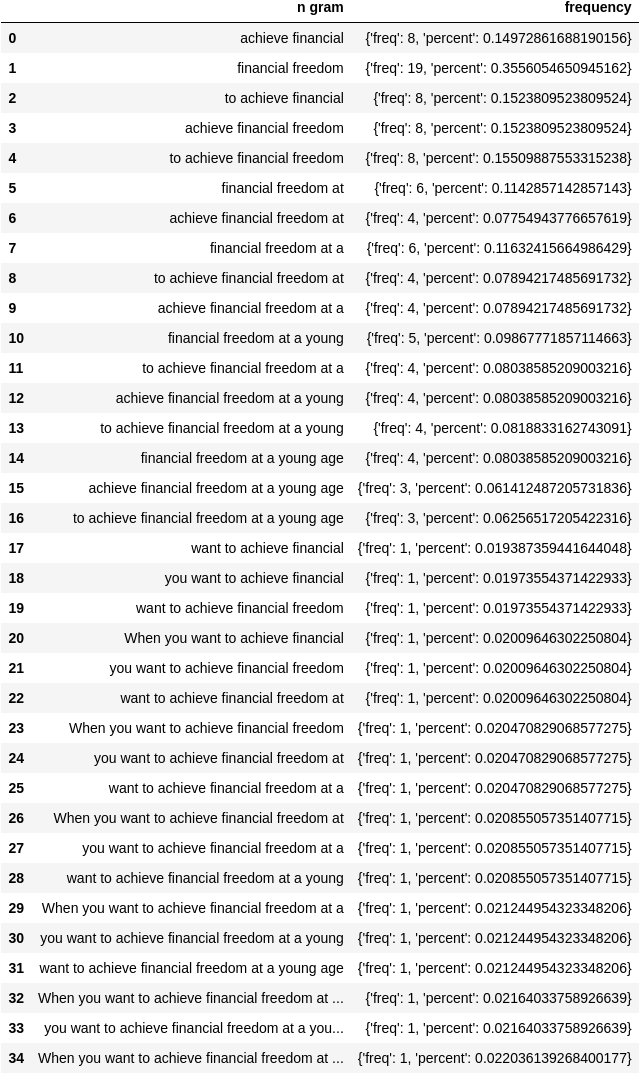 n gram frequency
0 achieve financial {'freq': 8, 'percent': 0.14972861688190156}
1 financial freedom {'freq': 19, 'percent': 0.3556054650945162}
2 to achieve financial {'freq': 8, 'percent': 0.1523809523809524}
3 achieve financial freedom {'freq': 8, 'percent': 0.1523809523809524}
4 to achieve financial freedom {'freq': 8, 'percent': 0.15509887553315238}
5 financial freedom at {'freq': 6, 'percent': 0.1142857142857143}
6 achieve financial freedom at {'freq': 4, 'percent': 0.07754943776657619}
7 financial freedom at a {'freq': 6, 'percent': 0.11632415664986429}
8 to achieve financial freedom at {'freq': 4, 'percent': 0.07894217485691732}
9 achieve financial freedom at a {'freq': 4, 'percent': 0.07894217485691732}
10 financial freedom at a young {'freq': 5, 'percent': 0.09867771857114663}
11 to achieve financial freedom at a {'freq': 4, 'percent': 0.08038585209003216}
12 achieve financial freedom at a young {'freq': 4, 'percent': 0.08038585209003216}
13 to achieve financial freedom at a young {'freq': 4, 'percent': 0.0818833162743091}
14 financial freedom at a young age {'freq': 4, 'percent': 0.08038585209003216}
15 achieve financial freedom at a young age {'freq': 3, 'percent': 0.061412487205731836}
16 to achieve financial freedom at a young age {'freq': 3, 'percent': 0.06256517205422316}
17 want to achieve financial {'freq': 1, 'percent': 0.019387359441644048}
18 you want to achieve financial {'freq': 1, 'percent': 0.01973554371422933}
19 want to achieve financial freedom {'freq': 1, 'percent': 0.01973554371422933}
20 When you want to achieve financial {'freq': 1, 'percent': 0.02009646302250804}
21 you want to achieve financial freedom {'freq': 1, 'percent': 0.02009646302250804}
22 want to achieve financial freedom at {'freq': 1, 'percent': 0.02009646302250804}
23 When you want to achieve financial freedom {'freq': 1, 'percent': 0.020470829068577275}
24 you want to achieve financial freedom at {'freq': 1, 'percent': 0.020470829068577275}
25 want to achieve financial freedom at a {'freq': 1, 'percent': 0.020470829068577275}
26 When you want to achieve financial freedom at {'freq': 1, 'percent': 0.020855057351407715}
27 you want to achieve financial freedom at a {'freq': 1, 'percent': 0.020855057351407715}
28 want to achieve financial freedom at a young {'freq': 1, 'percent': 0.020855057351407715}
29 When you want to achieve financial freedom at a {'freq': 1, 'percent': 0.021244954323348206}
30 you want to achieve financial freedom at a young {'freq': 1, 'percent': 0.021244954323348206}
31 want to achieve financial freedom at a young age {'freq': 1, 'percent': 0.021244954323348206}
32 When you want to achieve financial freedom at ... {'freq': 1, 'percent': 0.02164033758926639}
33 you want to achieve financial freedom at a you... {'freq': 1, 'percent': 0.02164033758926639}
34 When you want to achieve financial freedom at ... {'freq': 1, 'percent': 0.022036139268400177}